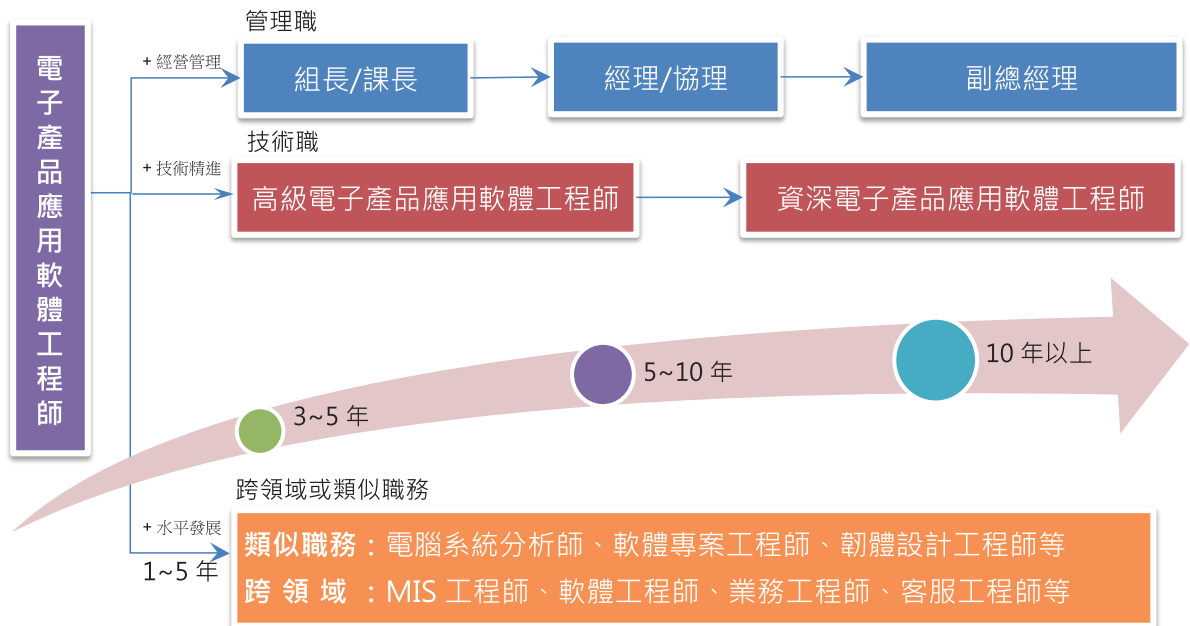 電子產品應用軟體工程師
管理職
+ 經營管理
組長/課長
經理/協理
副總經理
技術職
+ 技術精進
高級電子產品應用軟體工程師
資深電子產品應用軟體工程師
3~5 年
5~10 年
10 年以上
跨領域或類似職務
+ 水平發展
1~5 年
類似職務：電腦系統分析師、軟體專案工程師、韌體設計工程師等
跨 領 域 ：MIS 工程師、軟體工程師、業務工程師、客服工程師等